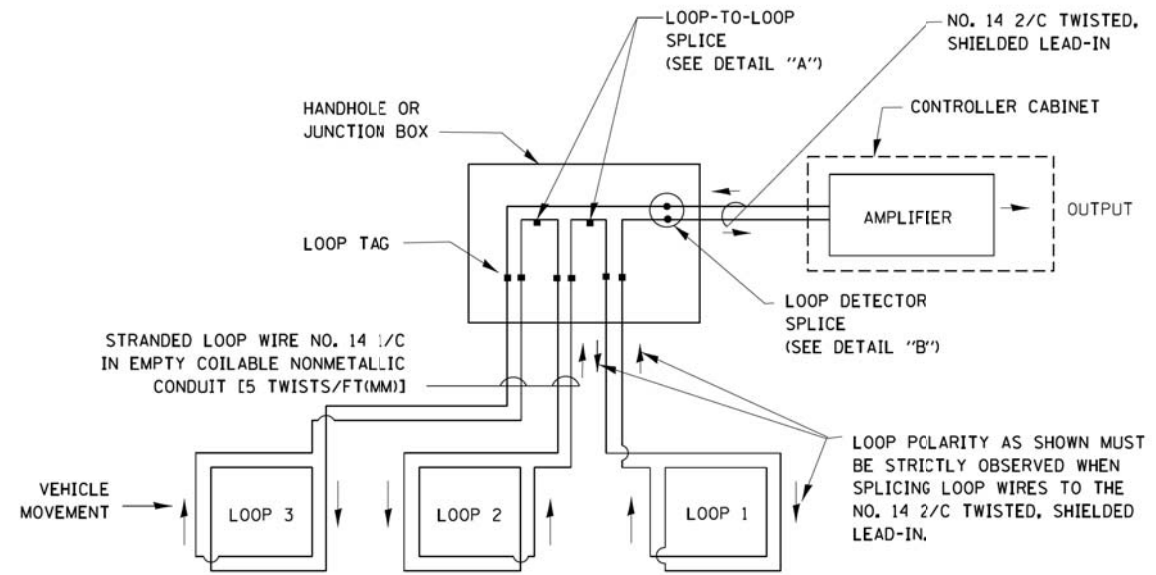 LOOP-TO-LOOP
SPLICE
(SEE DETAIL "A")
NO. 14 2/C TWISTED,
SHIELDED LEAD-IN
HANDHOLE OR
JUNCTION BOX
CONTROLLER CABINET
AMPLIFIER
OUTPUT
LOOP TAG
LOOP DETECTOR
SPLICE
(SEE DETAIL "B")
STRANDED LOOP WIRE NO. 14 1/C
IN EMPTY COILABLE NONMETALLIC
CONDUIT [5 TWISTS/FT(MM)]
LOOP POLARITY AS SHOWN MUST
BE STRICTLY OBSERVED WHEN
SPLICING LOOP WIRES TO THE
NO. 14 2/C TWISTED, SHIELDED
LEAD-IN.
VEHICLE
MOVEMENT
LOOP 3
LOOP 2
LOOP 1